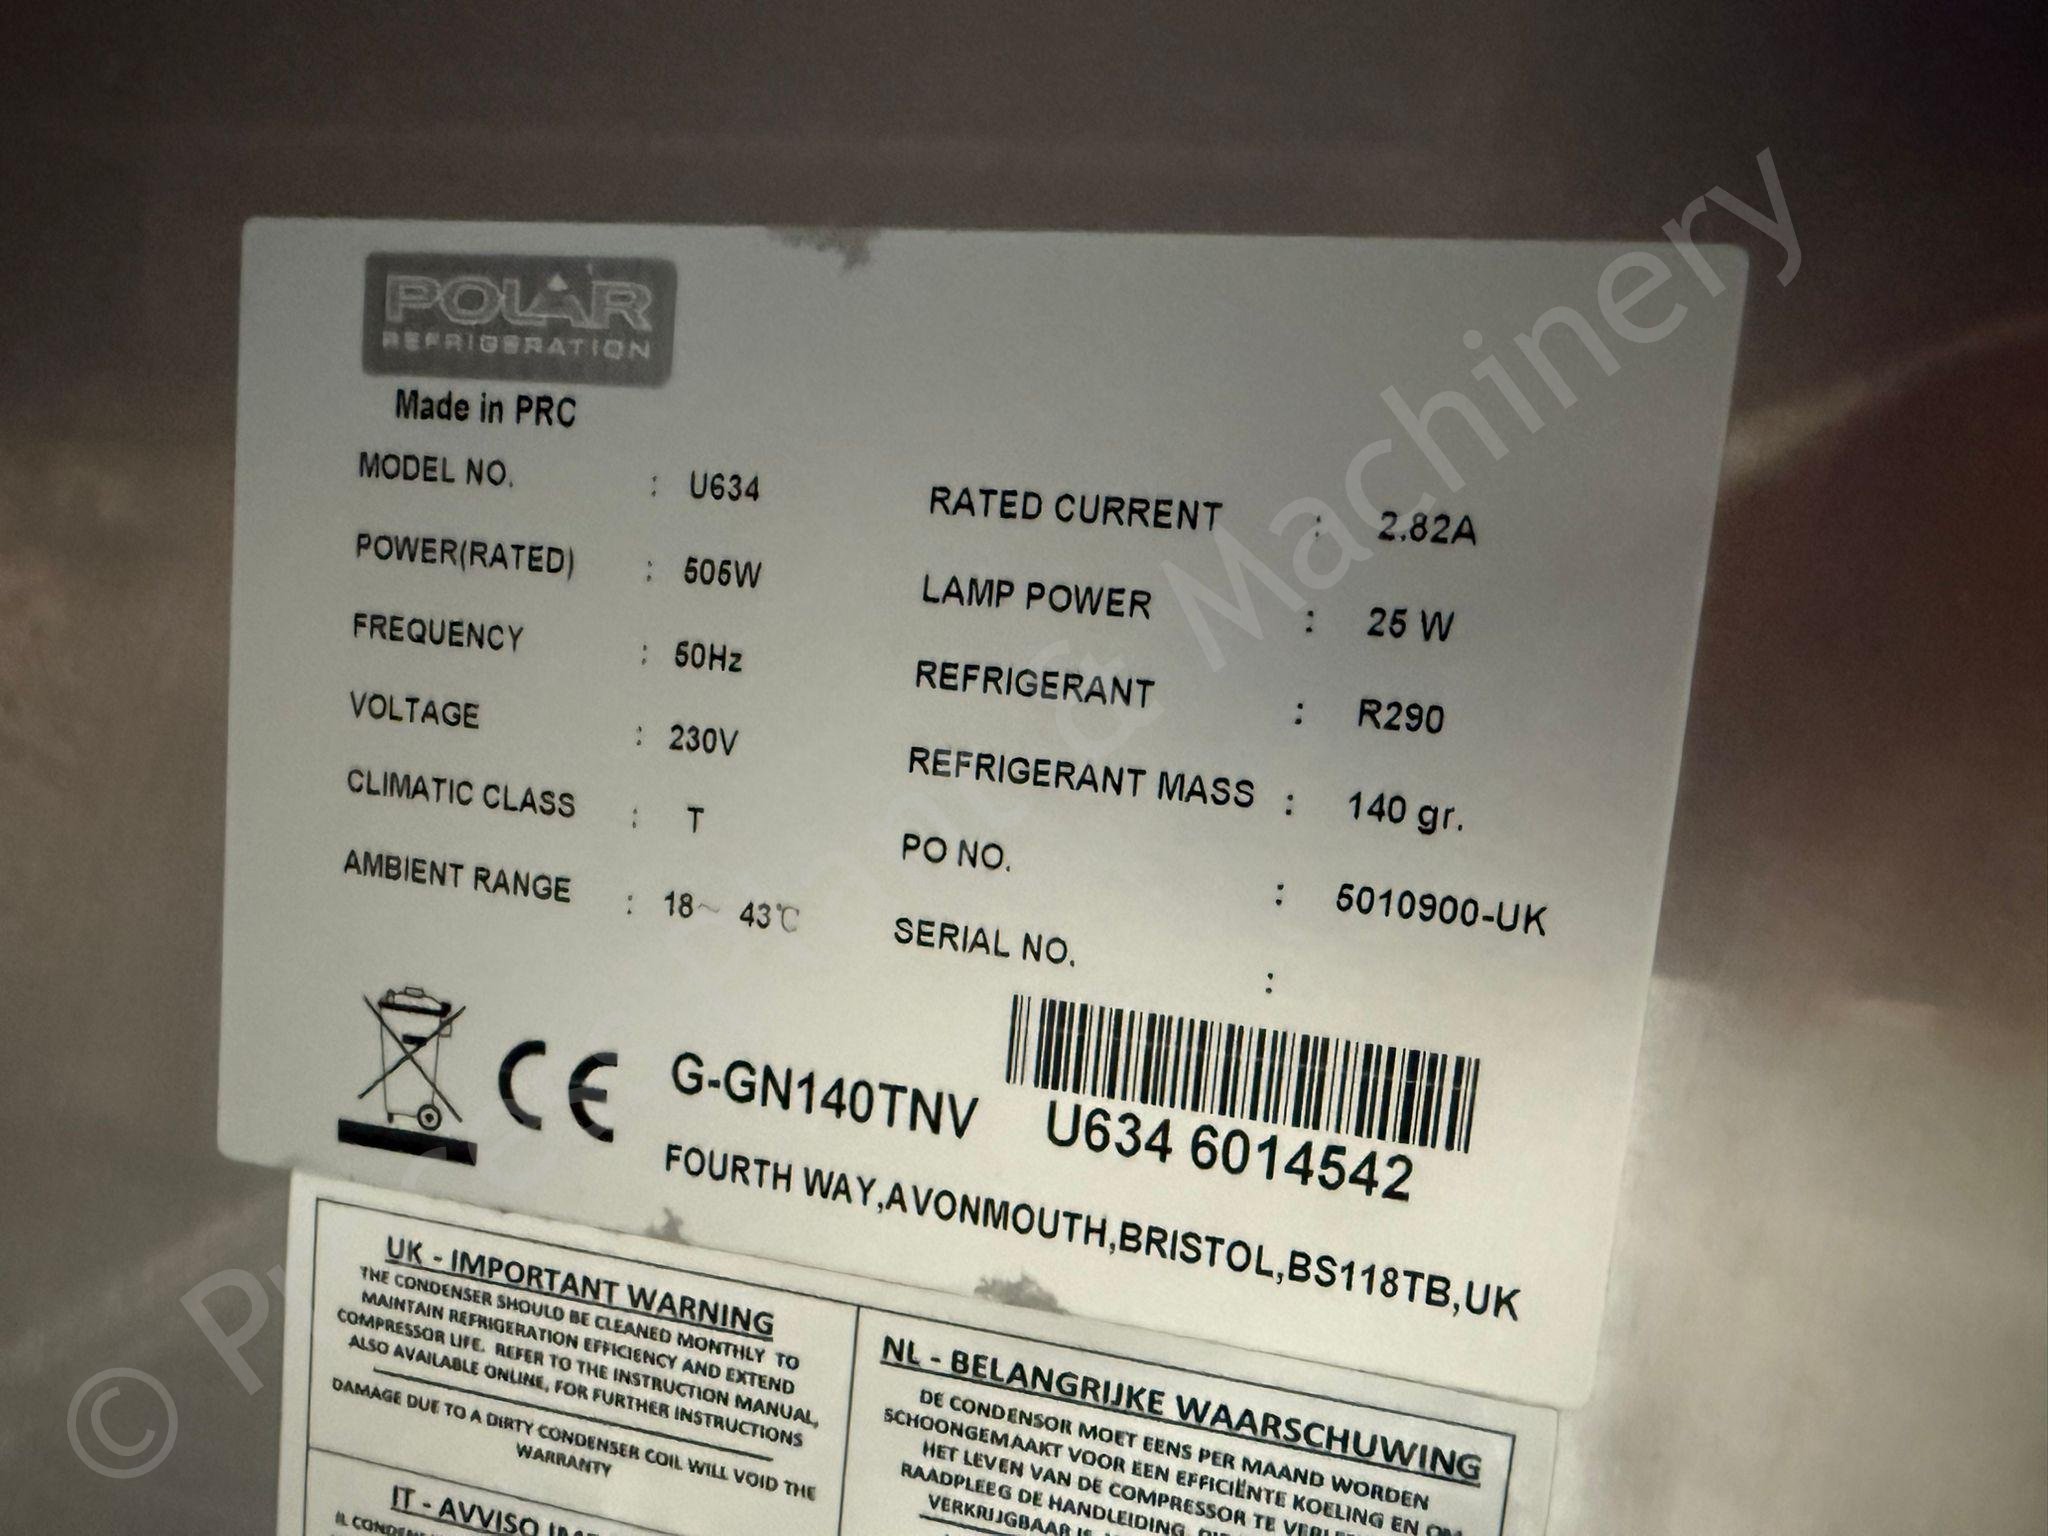 POLAR
REFRIGERATION
Made in PRC
MODEL NO. : U634
POWER(RATED) : 505W
FREQUENCY : 50Hz
VOLTAGE : 230V
CLIMATIC CLASS : T
AMBIENT RANGE : 18~ 43℃
RATED CURRENT : 2.82A
LAMP POWER : 25 W
REFRIGERANT : R290
REFRIGERANT MASS : 140 gr.
PO NO. : 5010900-UK
SERIAL NO. :
CE G-GN140TNV
U634 6014542
FOURTH WAY,AVONMOUTH,BRISTOL,BS118TB,UK
UK - IMPORTANT WARNING
THE CONDENSER SHOULD BE CLEANED MONTHLY TO
MAINTAIN REFRIGERATION EFFICIENCY AND EXTEND
COMPRESSOR LIFE. REFER TO THE INSTRUCTION MANUAL,
ALSO AVAILABLE ONLINE, FOR FURTHER INSTRUCTIONS
DAMAGE DUE TO A DIRTY CONDENSER COIL WILL VOID THE
WARRANTY
NL - BELANGRIJKE WAARSCHUWING
DE CONDENSOR MOET EENS PER MAAND WORDEN
SCHOONGEMAAKT VOOR EEN EFFICIËNTE KOELING EN OM
HET LEVEN VAN DE COMPRESSOR TE
RAADPLEEG DE HANDLEIDING,
VERKRIJGBAAR
IT - AVVISO
IL
© & Machinery